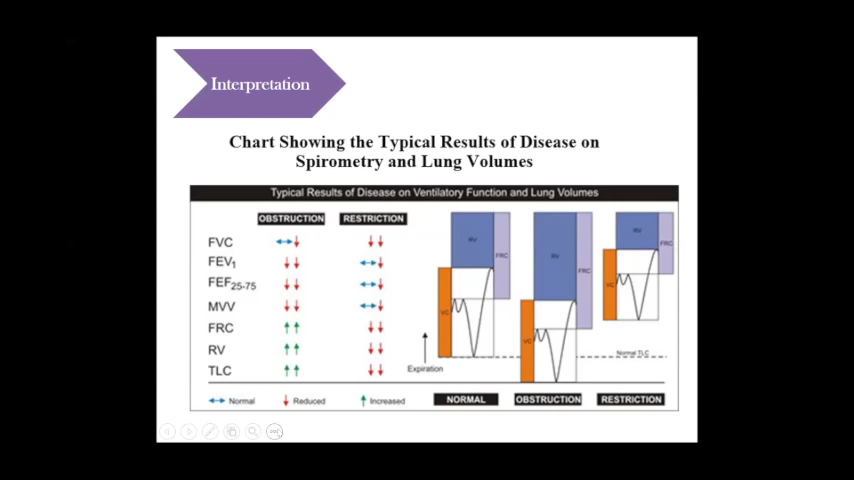 Interpretation
Chart Showing the Typical Results of Disease on
Spirometry and Lung Volumes
Typical Results of Disease on Ventilatory Function and Lung Volumes
OBSTRUCTION RESTRICTION
FVC
FEV1
FEF25-75
MVV
FRC
RV
TLC
Normal Reduced Increased
RV
FRC
VC
Expiration
NORMAL
RV
FRC
VC
OBSTRUCTION
RV
FRC
VC
Normal TLC
RESTRICTION